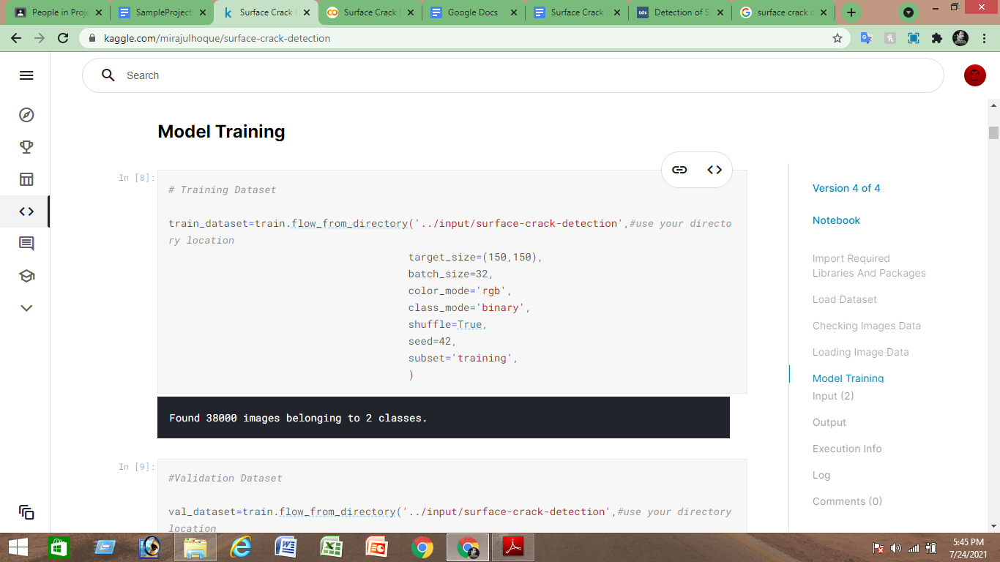 People in Proje
SampleProject
Surface Crack
Surface Crack
Google Docs
Surface Crack
tds
Detection of S
surface crack
kaggle.com/mirajulhoque/surface-crack-detection
Search
Model Training
In [8]:
# Training Dataset
train_dataset=train.flow_from_directory('../input/surface-crack-detection',#use your directo
ry location
target_size=(150,150),
batch_size=32,
color_mode='rgb',
class_mode='binary',
shuffle=True,
seed=42,
subset='training',
)
Found 38000 images belonging to 2 classes.
In [9]:
#Validation Dataset
val_dataset=train.flow_from_directory('../input/surface-crack-detection',#use your directory
location
Version 4 of 4
Notebook
Import Required
Libraries And Packages
Load Dataset
Checking Images Data
Loading Image Data
Model Training
Input (2)
Output
Execution Info
Log
Comments (0)
5:45 PM
7/24/2021